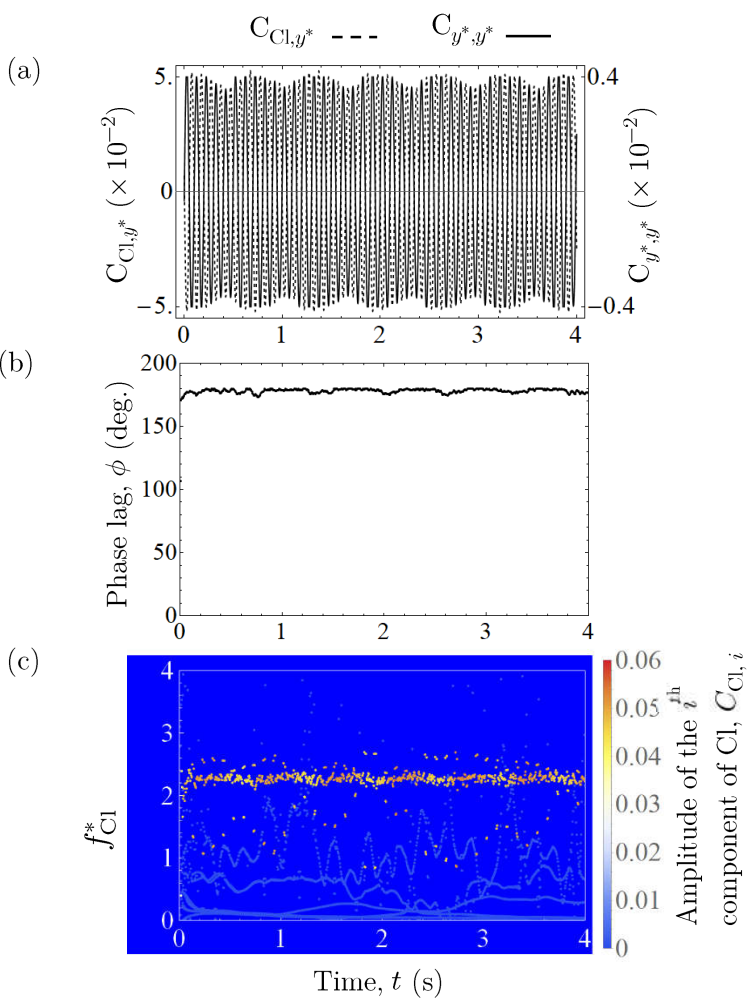 C_{Cl,y*} C_{y*,y*}
(a)
5. 0.4
0 0
−5. −0.4
C_{Cl,y*} (× 10^{−2})
C_{y*,y*} (× 10^{−2})
0 1 2 3 4
(b)
200
150
100
50
0
Phase lag, ϕ (deg.)
0 1 2 3 4
(c)
4
3
2
1
0
f*_{Cl}
0 1 2 3 4
Time, t (s)
0.06
0.05
0.04
0.03
0.02
0.01
0
Amplitude of the i^{th}
component of Cl, C_{Cl, i}